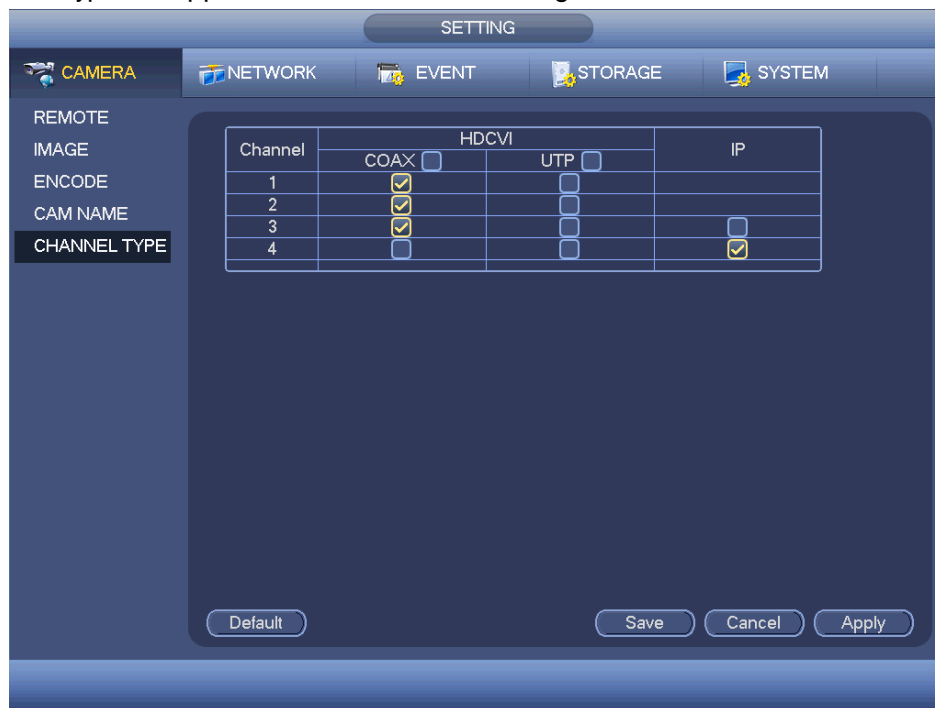 SETTING
CAMERA NETWORK EVENT STORAGE SYSTEM
REMOTE
IMAGE
ENCODE
CAM NAME
CHANNEL TYPE
Channel HDCVI IP
COAX UTP
1
2
3
4
Default Save Cancel Apply